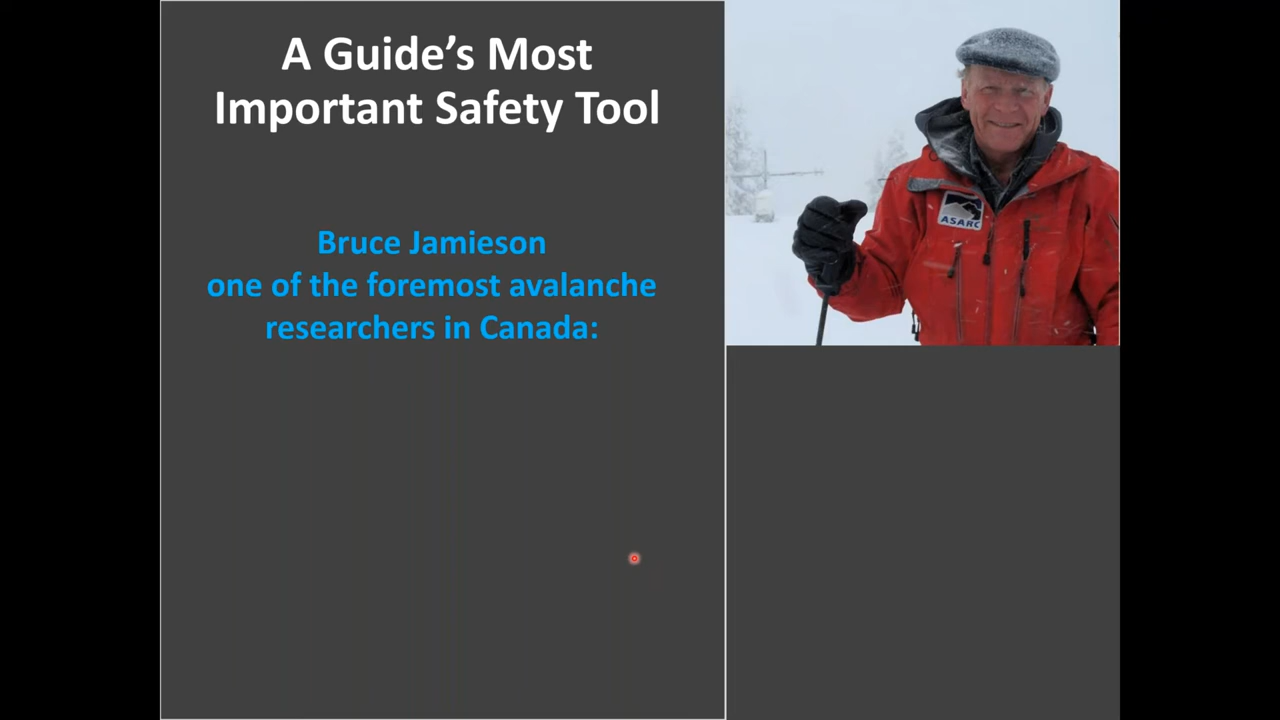 A Guide’s Most
Important Safety Tool
Bruce Jamieson
one of the foremost avalanche
researchers in Canada:
ASARC